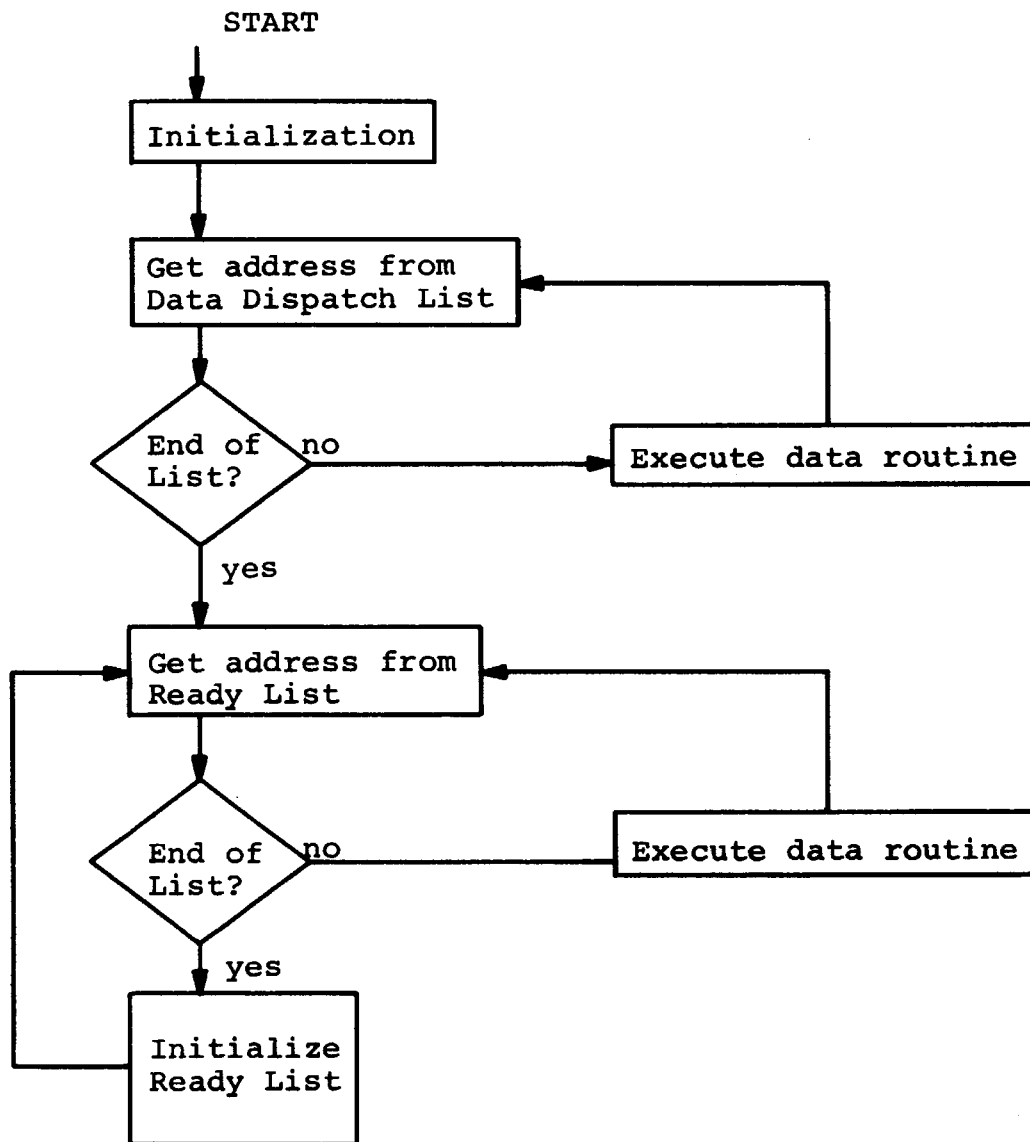 START
Initialization
Get address from
Data Dispatch List
End of
List?
no
Execute data routine
yes
Get address from
Ready List
End of
List?
no
Execute data routine
yes
Initialize
Ready List